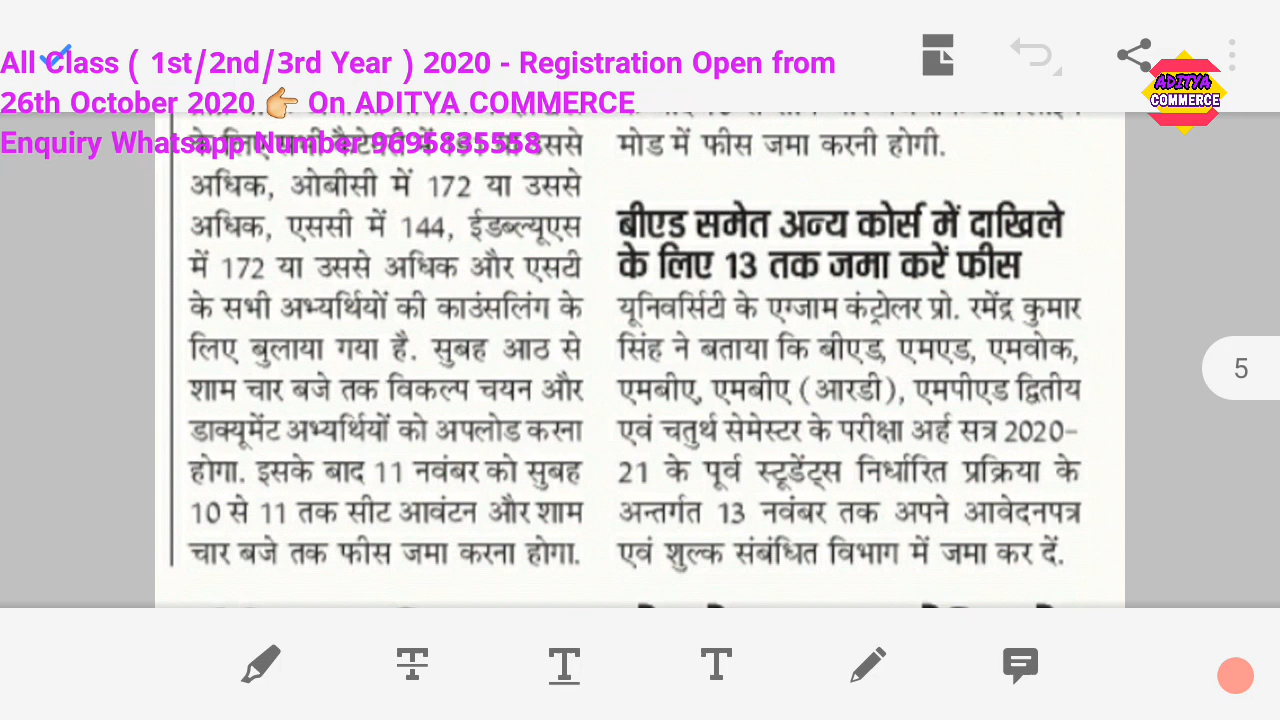 All Class ( 1st/2nd/3rd Year ) 2020 - Registration Open from
26th October 2020 👉 On ADITYA COMMERCE
Enquiry Whatsapp Number 9695835558
ADITYA
COMMERCE
के लिए सभी कैटेगरी में उससे
अधिक, ओबीसी में 172 या उससे
अधिक, एससी में 144, ईडब्ल्यूएस
में 172 या उससे अधिक और एसटी
के सभी अभ्यर्थियों की काउंसलिंग के
लिए बुलाया गया है. सुबह आठ से
शाम चार बजे तक विकल्प चयन और
डाक्यूमेंट अभ्यर्थियों को अपलोड करना
होगा. इसके बाद 11 नवंबर को सुबह
10 से 11 तक सीट आवंटन और शाम
चार बजे तक फीस जमा करना होगा.
मोड में फीस जमा करनी होगी.
बीएड समेत अन्य कोर्स में दाखिले
के लिए 13 तक जमा करें फीस
यूनिवर्सिटी के एग्जाम कंट्रोलर प्रो. रमेंद्र कुमार
सिंह ने बताया कि बीएड, एमएड, एमवोक,
एमबीए, एमबीए (आरडी), एमपीएड द्वितीय
एवं चतुर्थ सेमेस्टर के परीक्षा अर्ह सत्र 2020-
21 के पूर्व स्टूडेंट्स निर्धारित प्रक्रिया के
अन्तर्गत 13 नवंबर तक अपने आवेदनपत्र
एवं शुल्क संबंधित विभाग में जमा कर दें.
5